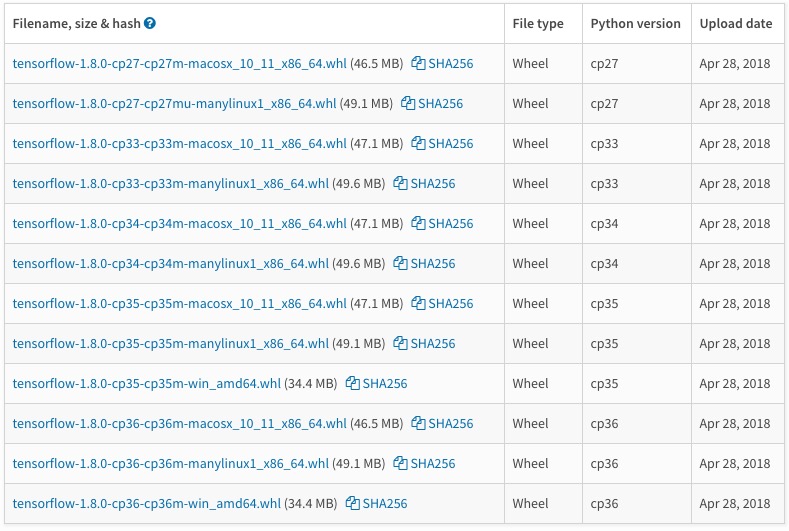 Filename, size & hash ? File type Python version Upload date
tensorflow-1.8.0-cp27-cp27m-macosx_10_11_x86_64.whl (46.5 MB) SHA256 Wheel cp27 Apr 28, 2018
tensorflow-1.8.0-cp27-cp27mu-manylinux1_x86_64.whl (49.1 MB) SHA256 Wheel cp27 Apr 28, 2018
tensorflow-1.8.0-cp33-cp33m-macosx_10_11_x86_64.whl (47.1 MB) SHA256 Wheel cp33 Apr 28, 2018
tensorflow-1.8.0-cp33-cp33m-manylinux1_x86_64.whl (49.6 MB) SHA256 Wheel cp33 Apr 28, 2018
tensorflow-1.8.0-cp34-cp34m-macosx_10_11_x86_64.whl (47.1 MB) SHA256 Wheel cp34 Apr 28, 2018
tensorflow-1.8.0-cp34-cp34m-manylinux1_x86_64.whl (49.6 MB) SHA256 Wheel cp34 Apr 28, 2018
tensorflow-1.8.0-cp35-cp35m-macosx_10_11_x86_64.whl (47.1 MB) SHA256 Wheel cp35 Apr 28, 2018
tensorflow-1.8.0-cp35-cp35m-manylinux1_x86_64.whl (49.1 MB) SHA256 Wheel cp35 Apr 28, 2018
tensorflow-1.8.0-cp35-cp35m-win_amd64.whl (34.4 MB) SHA256 Wheel cp35 Apr 28, 2018
tensorflow-1.8.0-cp36-cp36m-macosx_10_11_x86_64.whl (46.5 MB) SHA256 Wheel cp36 Apr 28, 2018
tensorflow-1.8.0-cp36-cp36m-manylinux1_x86_64.whl (49.1 MB) SHA256 Wheel cp36 Apr 28, 2018
tensorflow-1.8.0-cp36-cp36m-win_amd64.whl (34.4 MB) SHA256 Wheel cp36 Apr 28, 2018